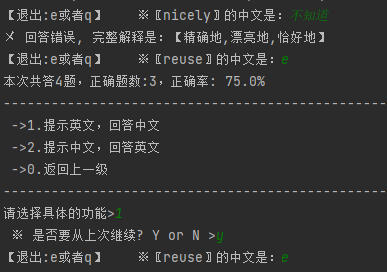 【退出:e或者q】 ※〖nicely〗的中文是：不知道
〤 回答错误, 完整解释是:【精确地,漂亮地,恰好地】
【退出:e或者q】 ※〖reuse〗的中文是：e
本次共答4题，正确题数:3，正确率: 75.0%
--------------------------------------------------
->1.提示英文，回答中文
->2.提示中文，回答英文
->0.返回上一级
--------------------------------------------------
请选择具体的功能>1
※ 是否要从上次继续? Y or N >y
【退出:e或者q】 ※〖reuse〗的中文是：e